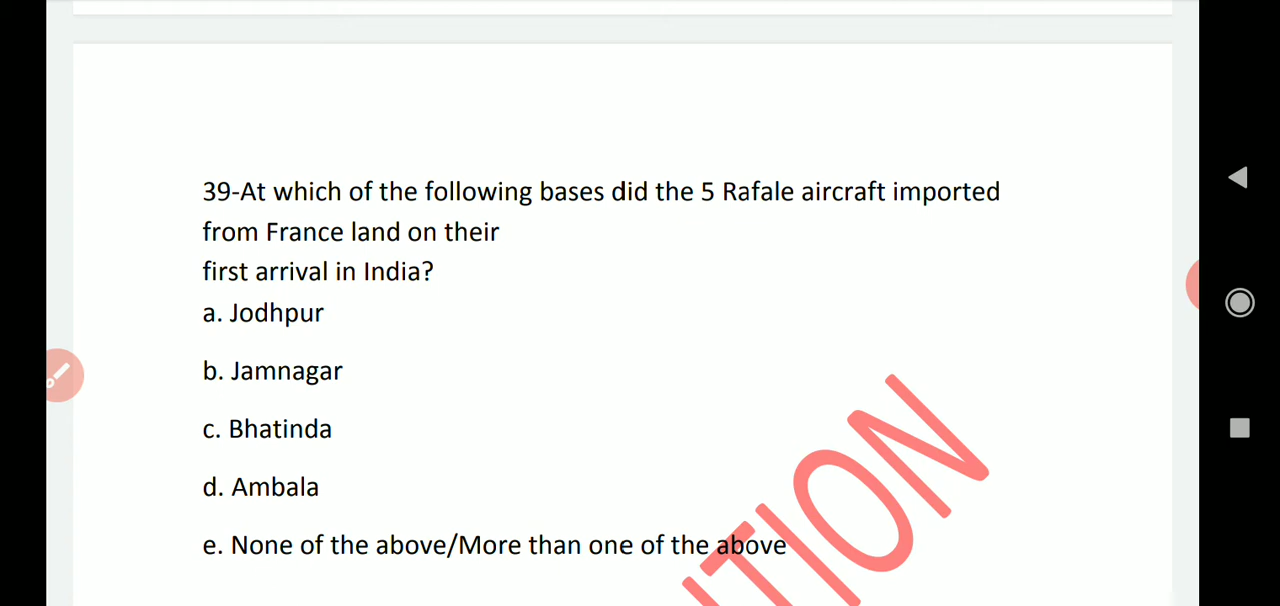 39-At which of the following bases did the 5 Rafale aircraft imported
from France land on their
first arrival in India?
a. Jodhpur
b. Jamnagar
c. Bhatinda
d. Ambala
e. None of the above/More than one of the above